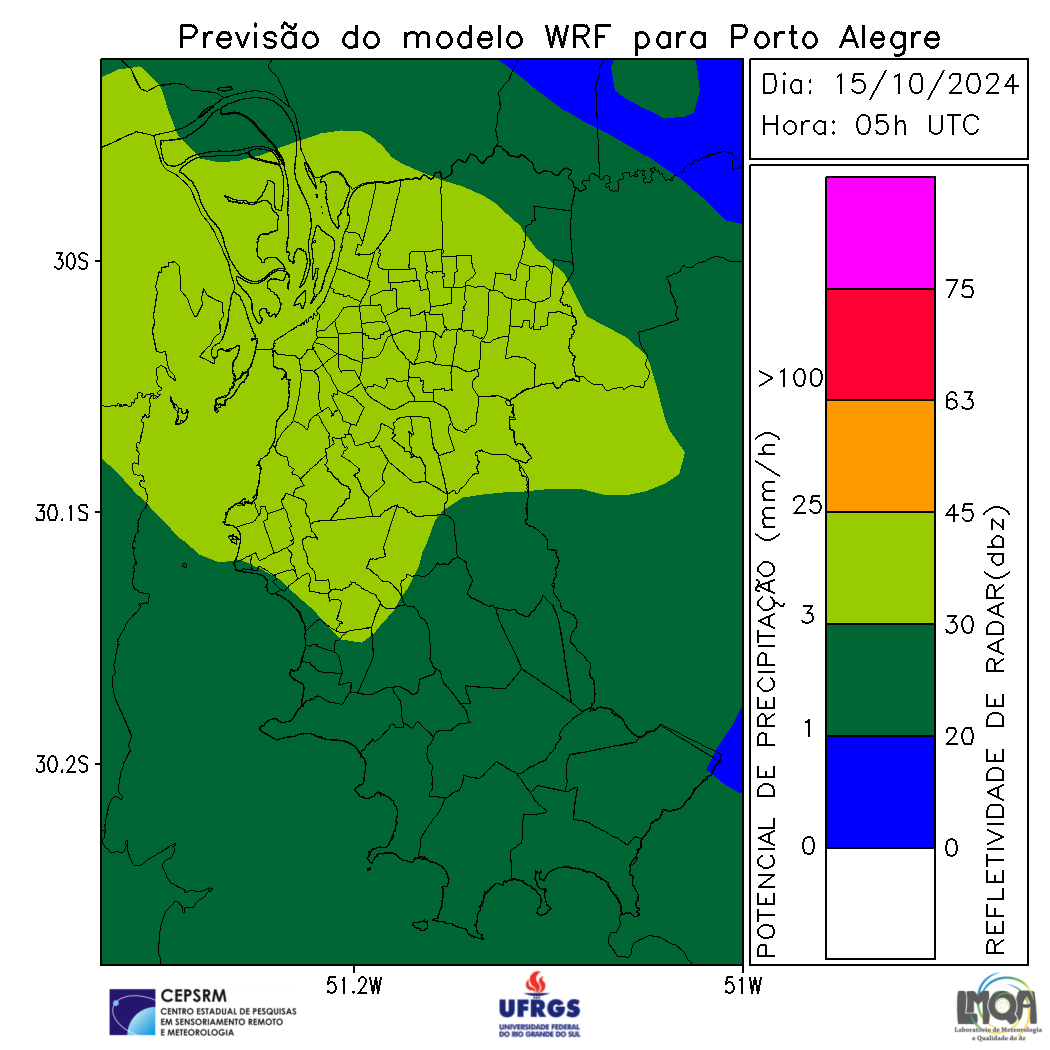 Previsão do modelo WRF para Porto Alegre
Dia: 15/10/2024
Hora: 05h UTC
30S
30.1S
30.2S
51.2W
51W
POTENCIAL DE PRECIPITAÇÃO (mm/h)
>100
25
3
1
0
75
63
45
30
20
0
REFLETIVIDADE DE RADAR(dbz)
CEPSRM
CENTRO ESTADUAL DE PESQUISAS
EM SENSORIAMENTO REMOTO
E METEOROLOGIA
UFRGS
UNIVERSIDADE FEDERAL
DO RIO GRANDE DO SUL
LMQA
Laboratório de Meteorologia
e Qualidade do Ar